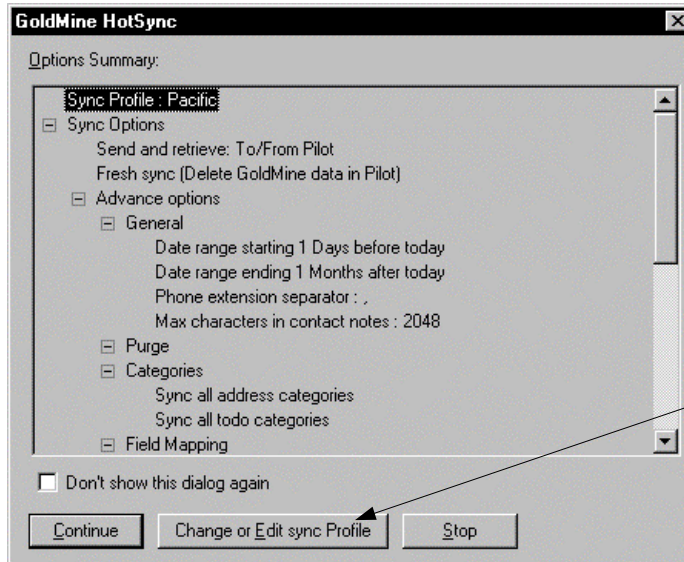 GoldMine HotSync
Options Summary:
Sync Profile : Pacific
Sync Options
Send and retrieve: To/From Pilot
Fresh sync (Delete GoldMine data in Pilot)
Advance options
General
Date range starting 1 Days before today
Date range ending 1 Months after today
Phone extension separator : ,
Max characters in contact notes : 2048
Purge
Categories
Sync all address categories
Sync all todo categories
Field Mapping
Don't show this dialog again
Continue Change or Edit sync Profile Stop